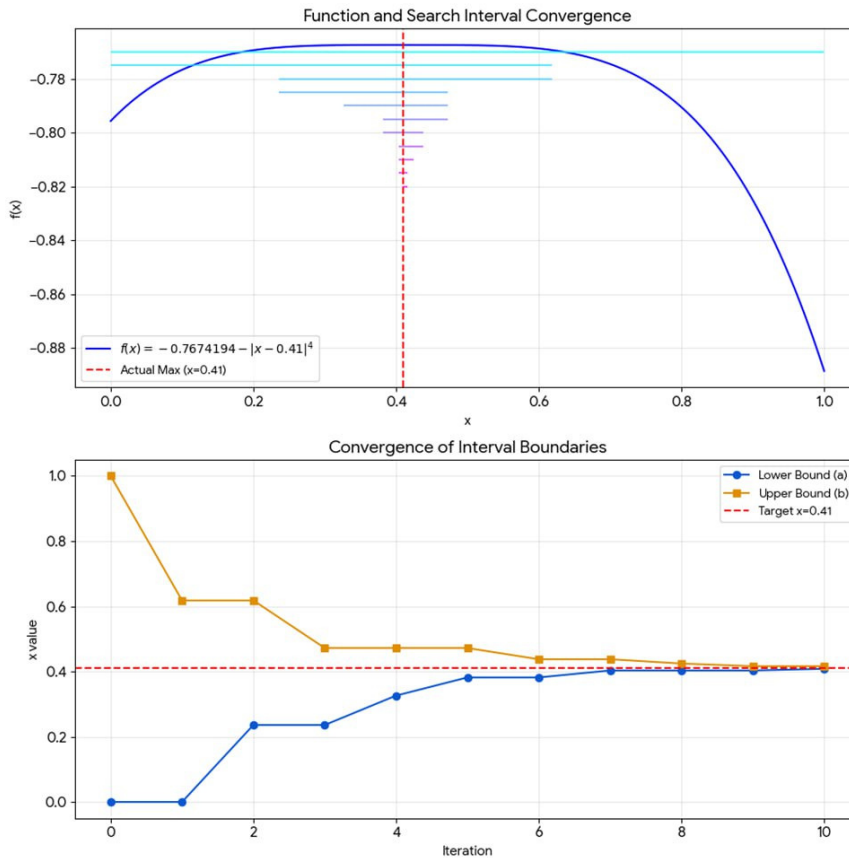 Function and Search Interval Convergence
−0.78
−0.80
−0.82
−0.84
−0.86
−0.88
f(x)
f(x) = − 0.7674194 − |x − 0.41|⁴
Actual Max (x=0.41)
0.0 0.2 0.4 0.6 0.8 1.0
x
Convergence of Interval Boundaries
1.0
0.8
0.6
0.4
0.2
0.0
x value
Lower Bound (a)
Upper Bound (b)
Target x=0.41
0 2 4 6 8 10
Iteration